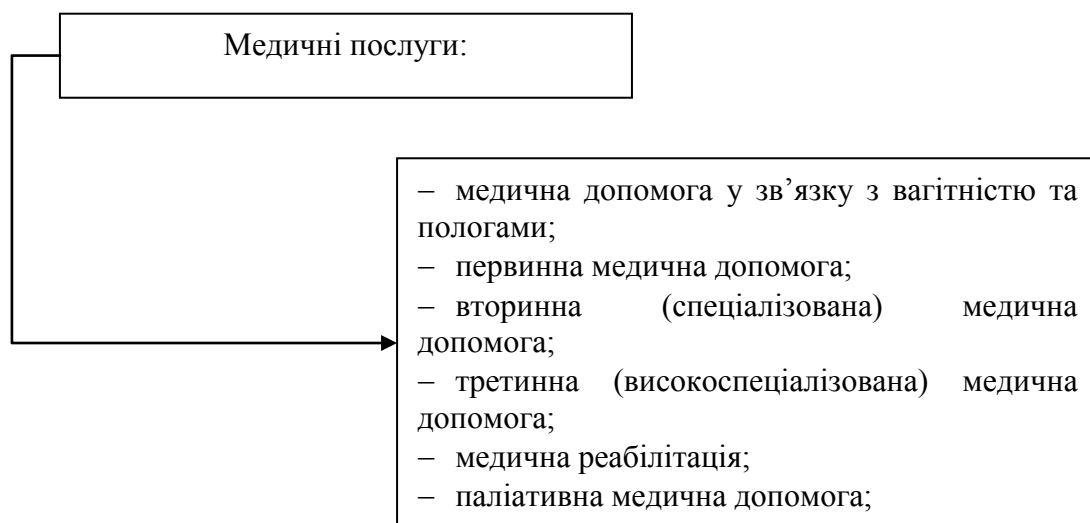 Медичні послуги:
– медична допомога у зв’язку з вагітністю та
пологами;
– первинна медична допомога;
– вторинна (спеціалізована) медична
допомога;
– третинна (високоспеціалізована) медична
допомога;
– медична реабілітація;
– паліативна медична допомога;